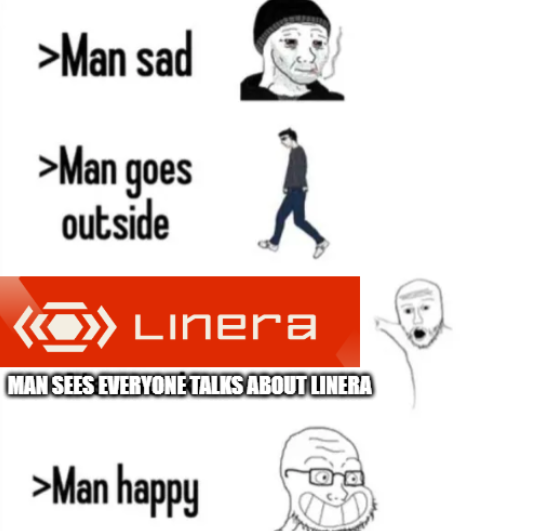 >Man sad
>Man goes
outside
Linera
MAN SEES EVERYONE TALKS ABOUT LINERA
>Man happy